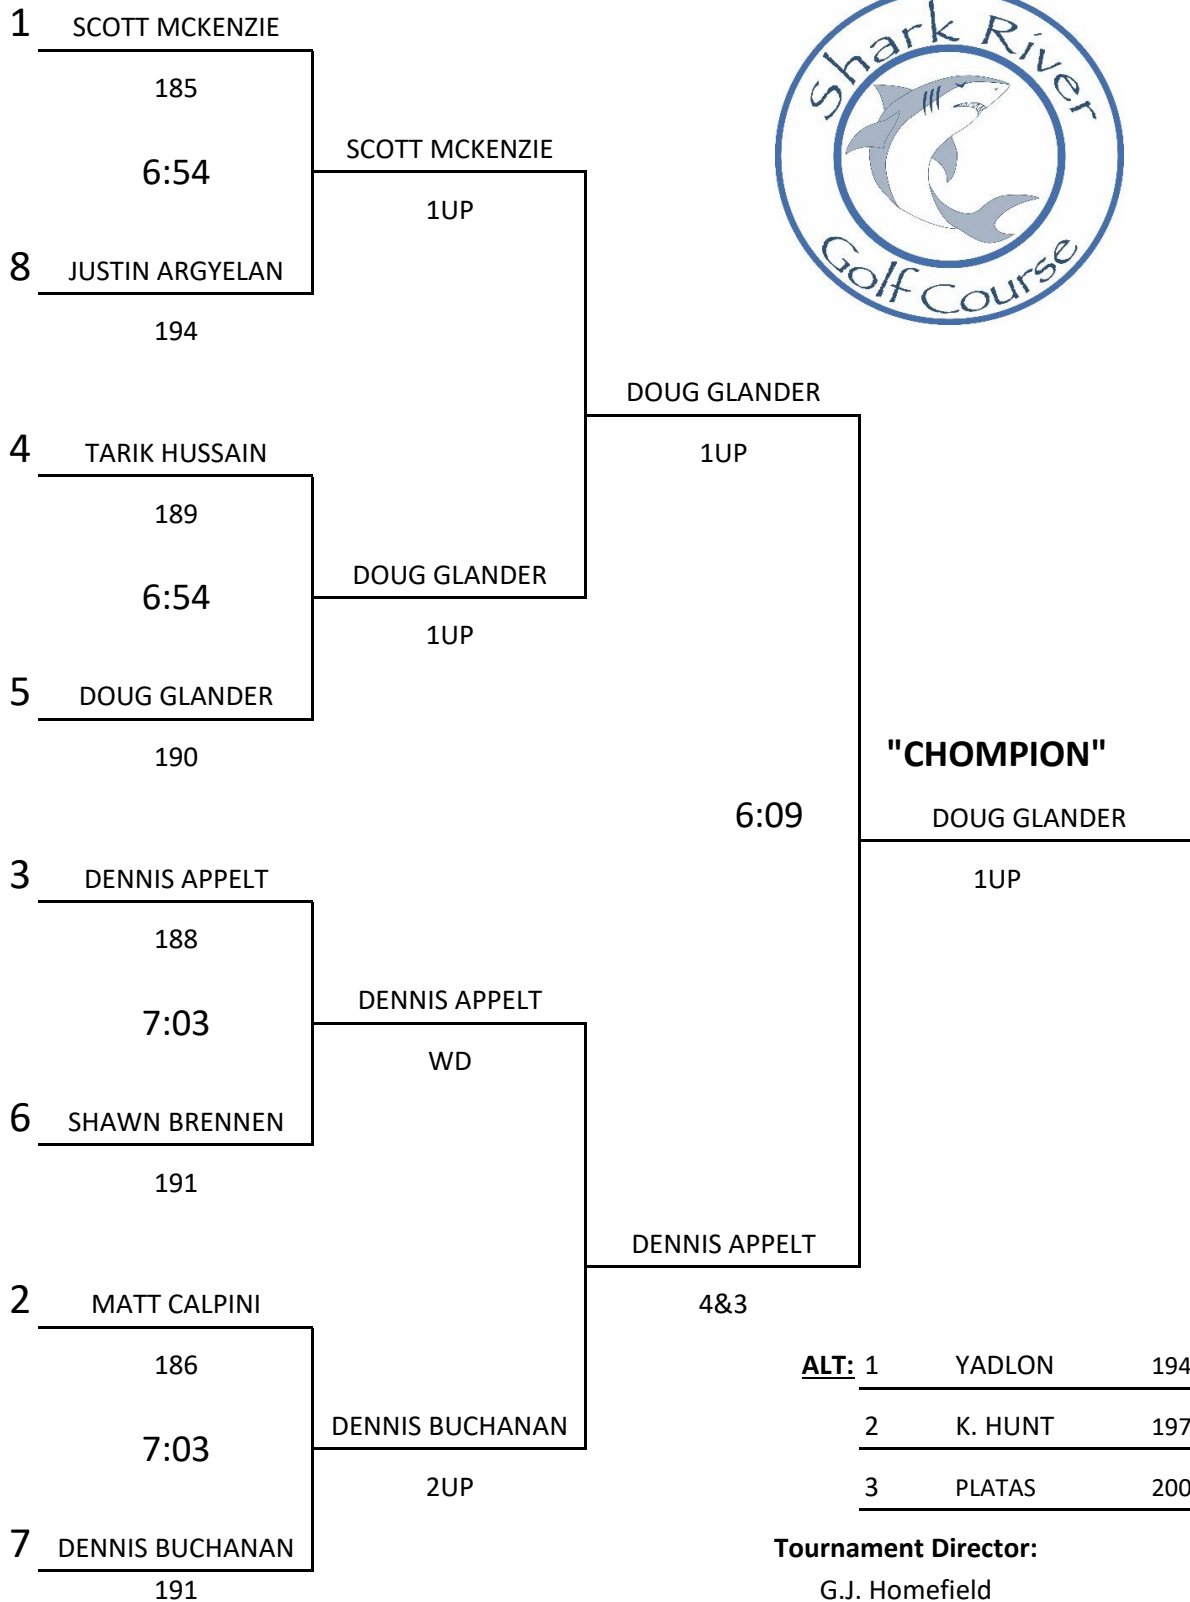 1 SCOTT MCKENZIE
185
6:54
SCOTT MCKENZIE
1UP
8 JUSTIN ARGYELAN
194
Shark River
Golf Course
DOUG GLANDER
1UP
4 TARIK HUSSAIN
189
6:54
DOUG GLANDER
1UP
5 DOUG GLANDER
190
"CHOMPION"
6:09
DOUG GLANDER
1UP
3 DENNIS APPELT
188
7:03
DENNIS APPELT
WD
6 SHAWN BRENNEN
191
DENNIS APPELT
4&3
2 MATT CALPINI
186
7:03
DENNIS BUCHANAN
2UP
7 DENNIS BUCHANAN
191
ALT: 1 YADLON 194
2 K. HUNT 197
3 PLATAS 200
Tournament Director:
G.J. Homefield